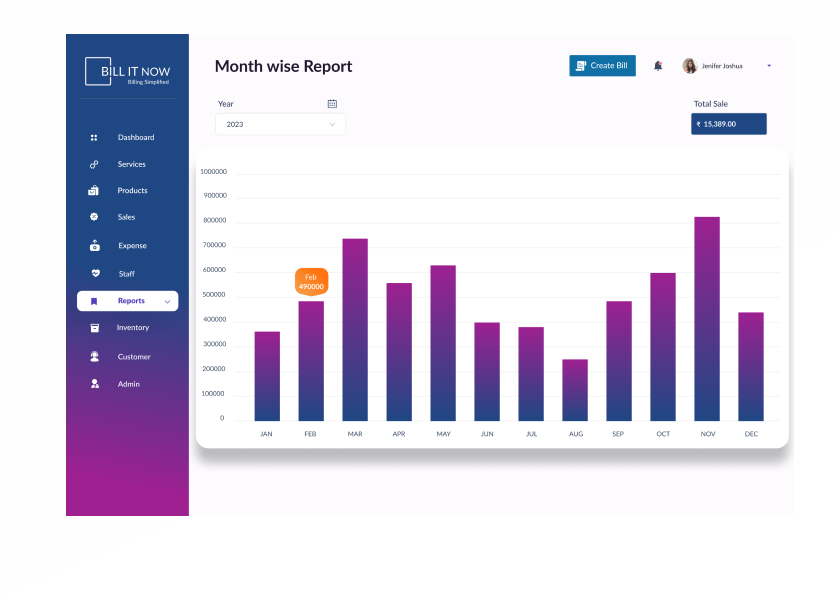 BILL IT NOW
Billing Simplified
Dashboard
Services
Products
Sales
Expense
Staff
Reports
Inventory
Customer
Admin
Month wise Report
Create Bill
Jenifer Joshua
Year
2023
Total Sale
₹ 15,389.00
1000000
900000
800000
700000
600000
500000
400000
300000
200000
100000
0
Feb
490000
JAN FEB MAR APR MAY JUN JUL AUG SEP OCT NOV DEC